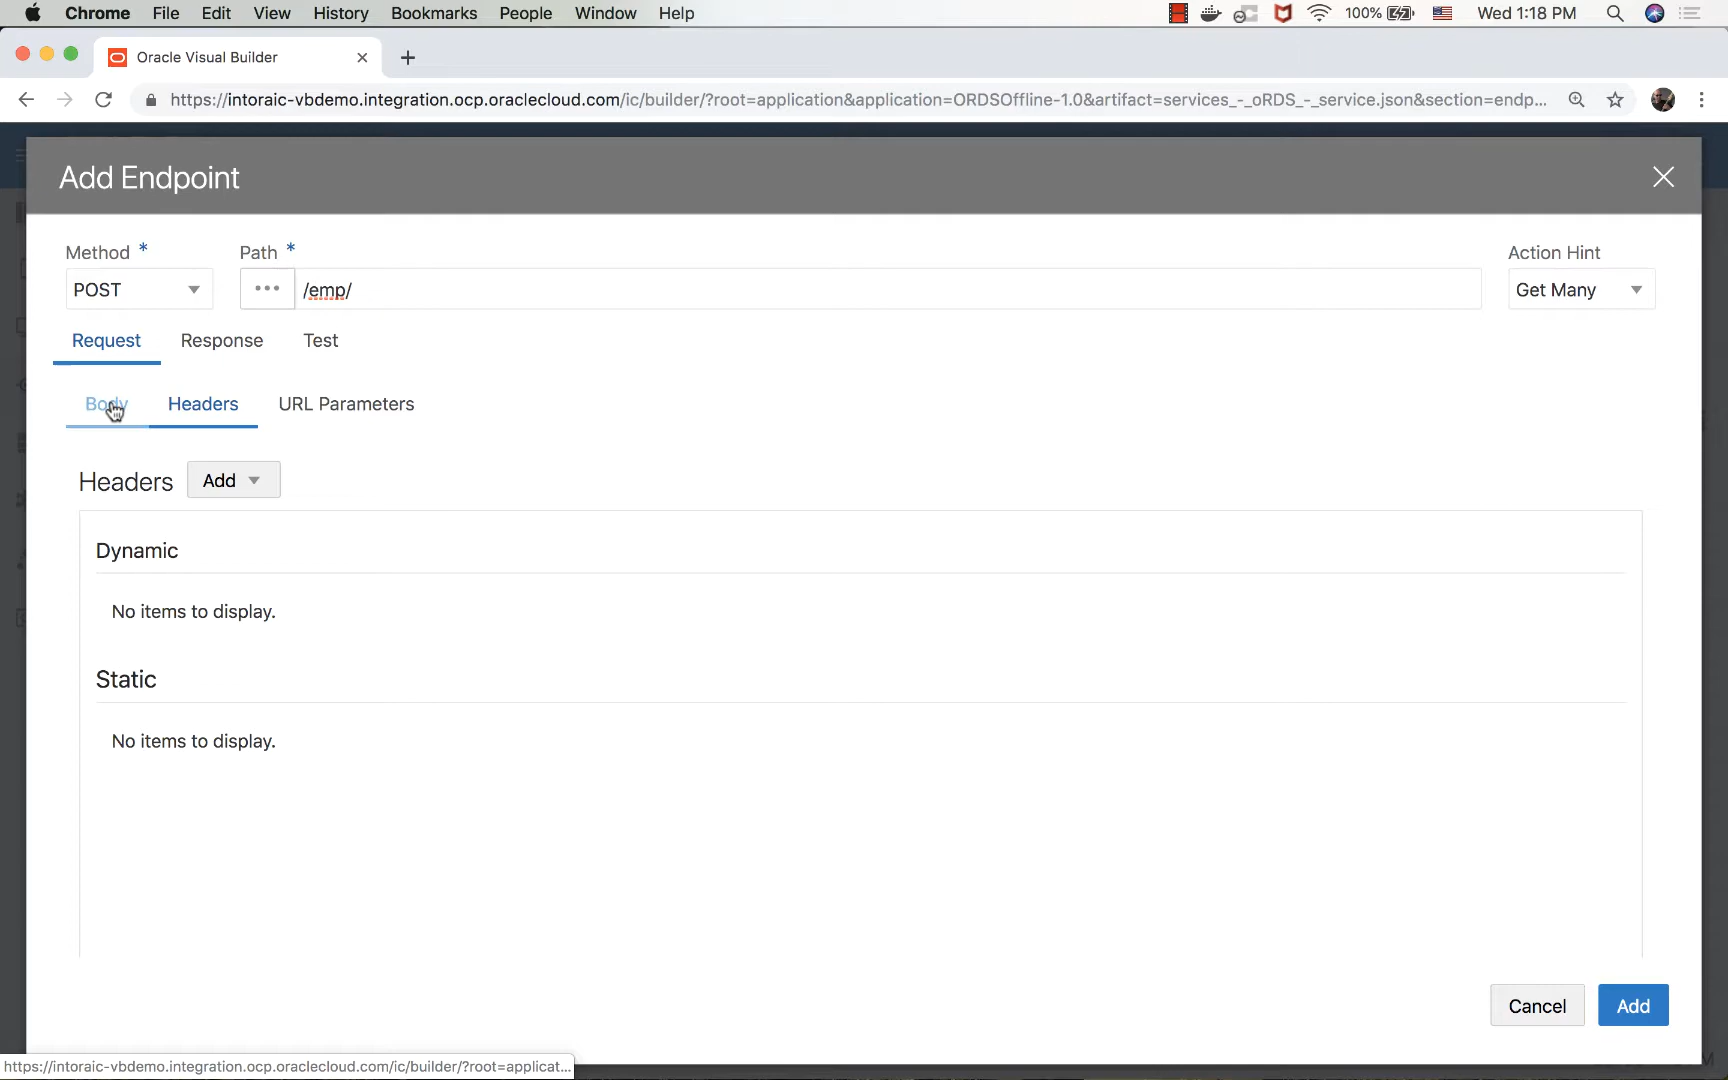 Chrome File Edit View History Bookmarks People Window Help 100% Wed 1:18 PM
Oracle Visual Builder
https://intoraic-vbdemo.integration.ocp.oraclecloud.com/ic/builder/?root=application&application=ORDSOffline-1.0&artifact=services_-_oRDS_-_service.json&section=endp...
Add Endpoint
Method * Path * Action Hint
POST /emp/ Get Many
Request Response Test
Body Headers URL Parameters
Headers Add
Dynamic
No items to display.
Static
No items to display.
Cancel Add
https://intoraic-vbdemo.integration.ocp.oraclecloud.com/ic/builder/?root=applicat...